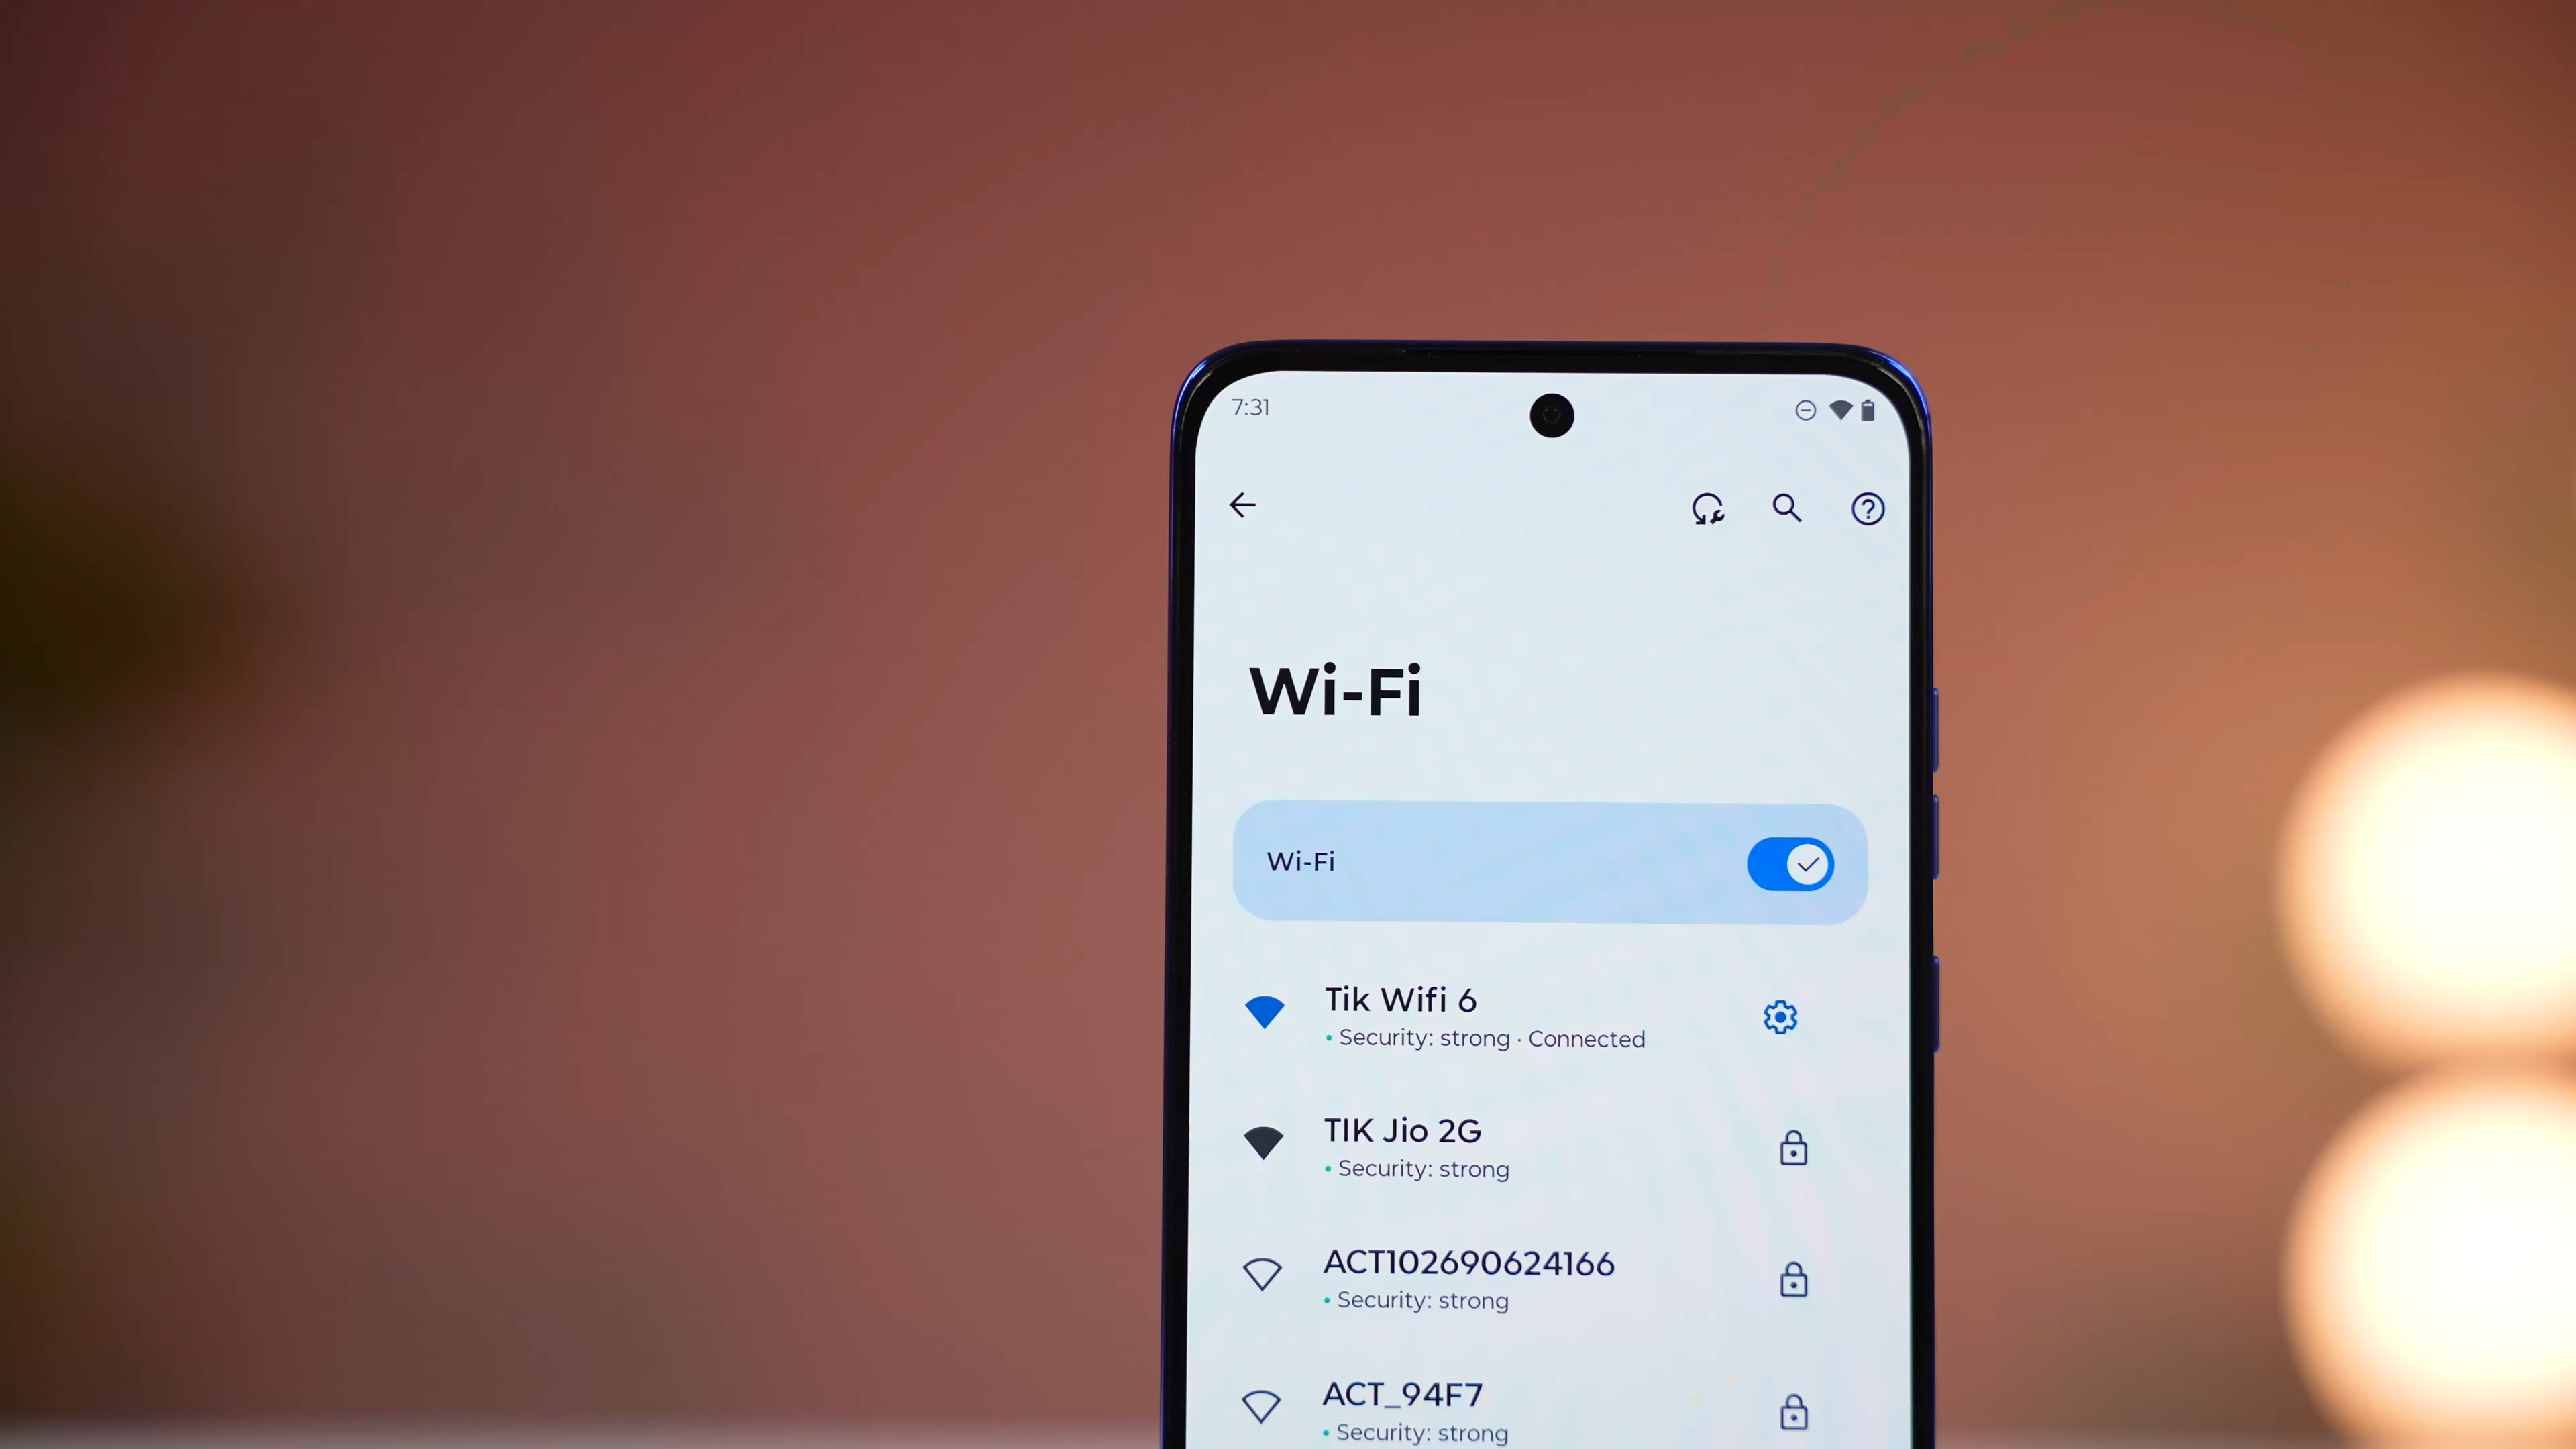 7:31
Wi-Fi
Wi-Fi
Tik Wifi 6
• Security: strong · Connected
TIK Jio 2G
• Security: strong
ACT102690624166
• Security: strong
ACT_94F7
• Security: strong